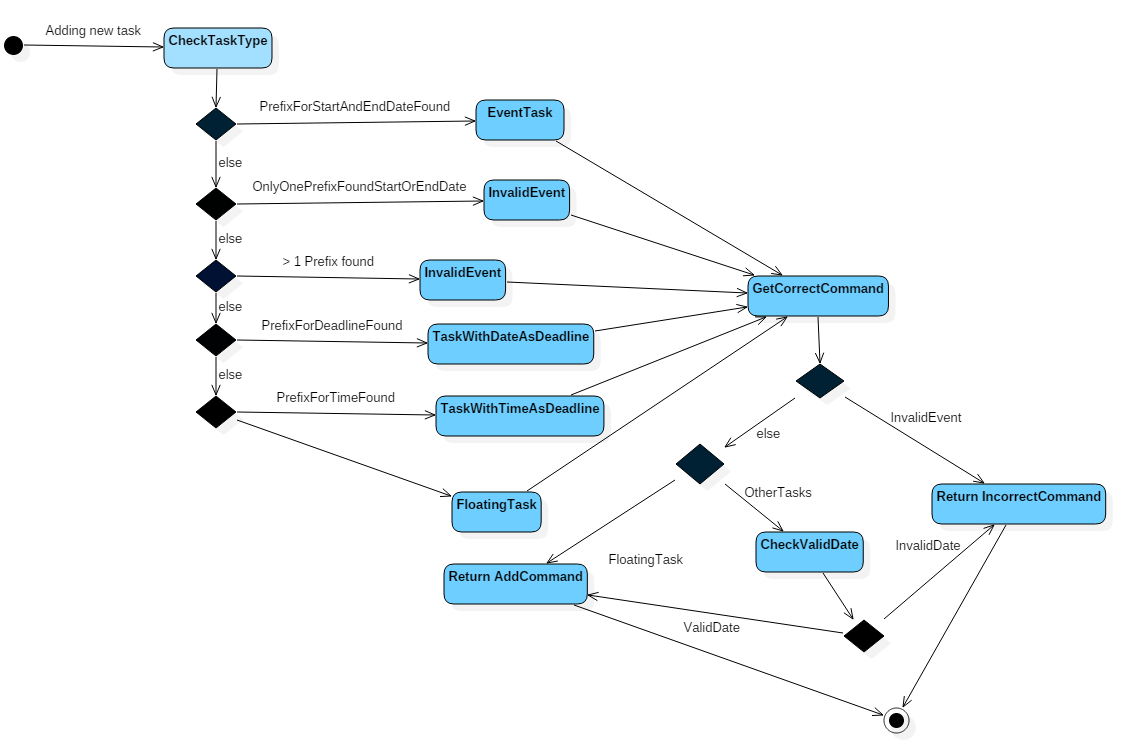 Adding new task
CheckTaskType
PrefixForStartAndEndDateFound
EventTask
else
OnlyOnePrefixFoundStartOrEndDate
InvalidEvent
else
> 1 Prefix found
InvalidEvent
GetCorrectCommand
else
PrefixForDeadlineFound
TaskWithDateAsDeadline
else
PrefixForTimeFound
TaskWithTimeAsDeadline
InvalidEvent
else
FloatingTask
OtherTasks
Return IncorrectCommand
CheckValidDate
InvalidDate
FloatingTask
Return AddCommand
ValidDate